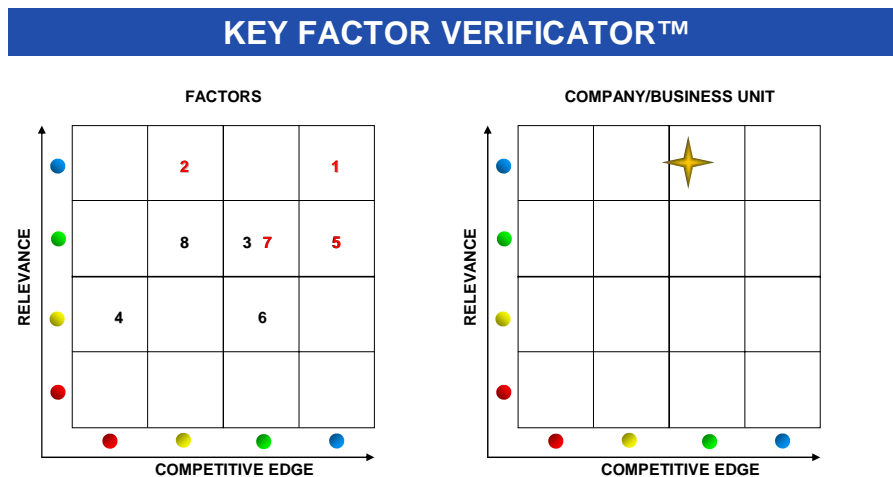 KEY FACTOR VERIFICATOR™
FACTORS
RELEVANCE
2 1
8 3 7 5
4 6
COMPETITIVE EDGE
COMPANY/BUSINESS UNIT
RELEVANCE
COMPETITIVE EDGE